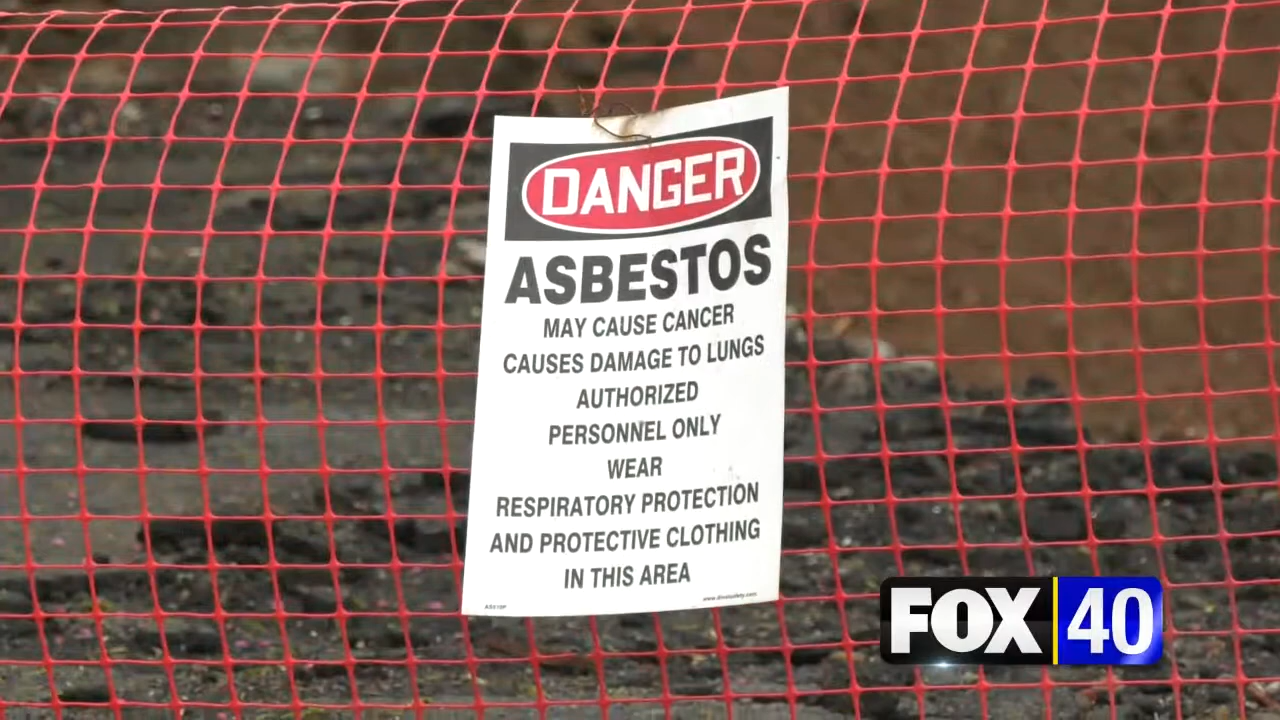 DANGER
ASBESTOS
MAY CAUSE CANCER
CAUSES DAMAGE TO LUNGS
AUTHORIZED
PERSONNEL ONLY
WEAR
RESPIRATORY PROTECTION
AND PROTECTIVE CLOTHING
IN THIS AREA
FOX 40